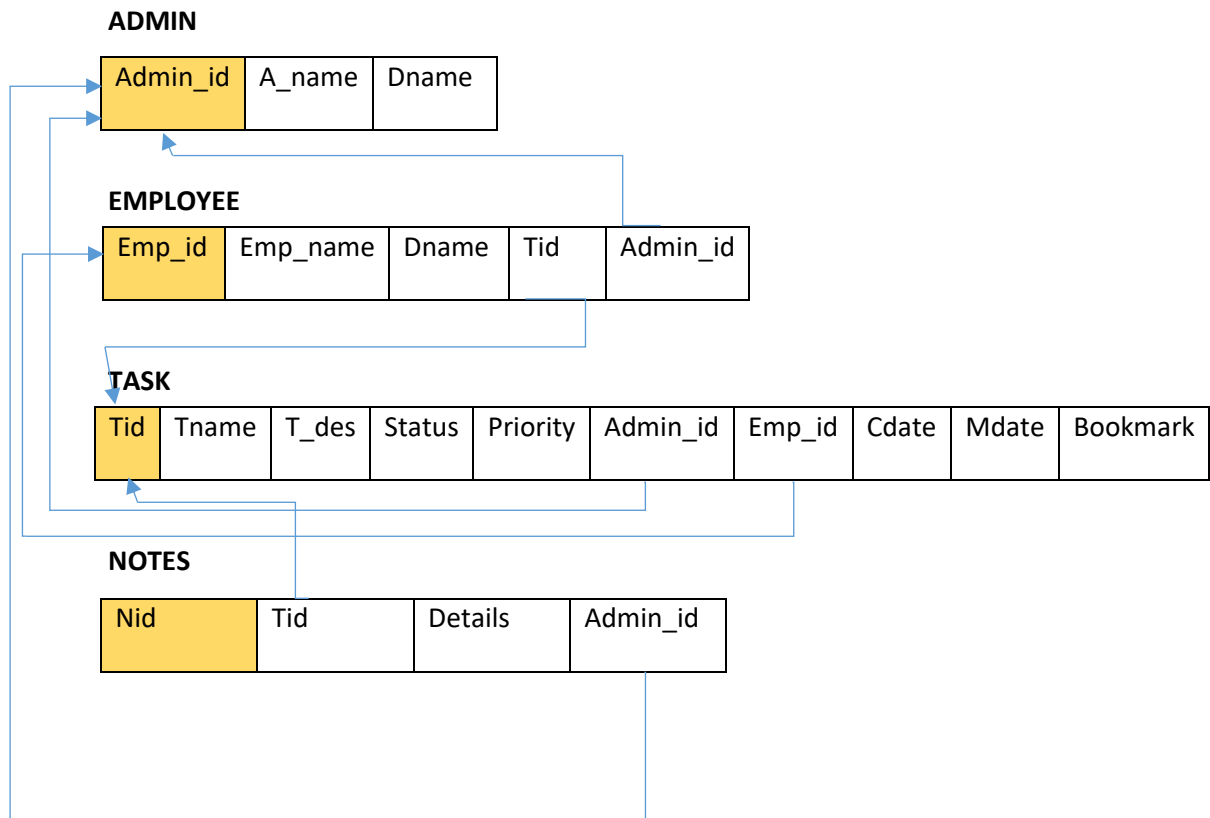 ADMIN
Admin_id A_name Dname
EMPLOYEE
Emp_id Emp_name Dname Tid Admin_id
TASK
Tid Tname T_des Status Priority Admin_id Emp_id Cdate Mdate Bookmark
NOTES
Nid Tid Details Admin_id